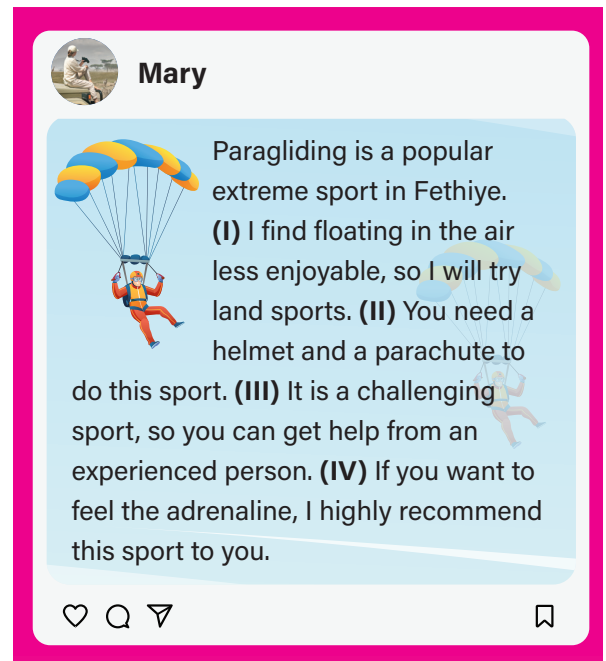 Mary
Paragliding is a popular
extreme sport in Fethiye.
(I) I find floating in the air
less enjoyable, so I will try
land sports. (II) You need a
helmet and a parachute to
do this sport. (III) It is a challenging
sport, so you can get help from an
experienced person. (IV) If you want to
feel the adrenaline, I highly recommend
this sport to you.